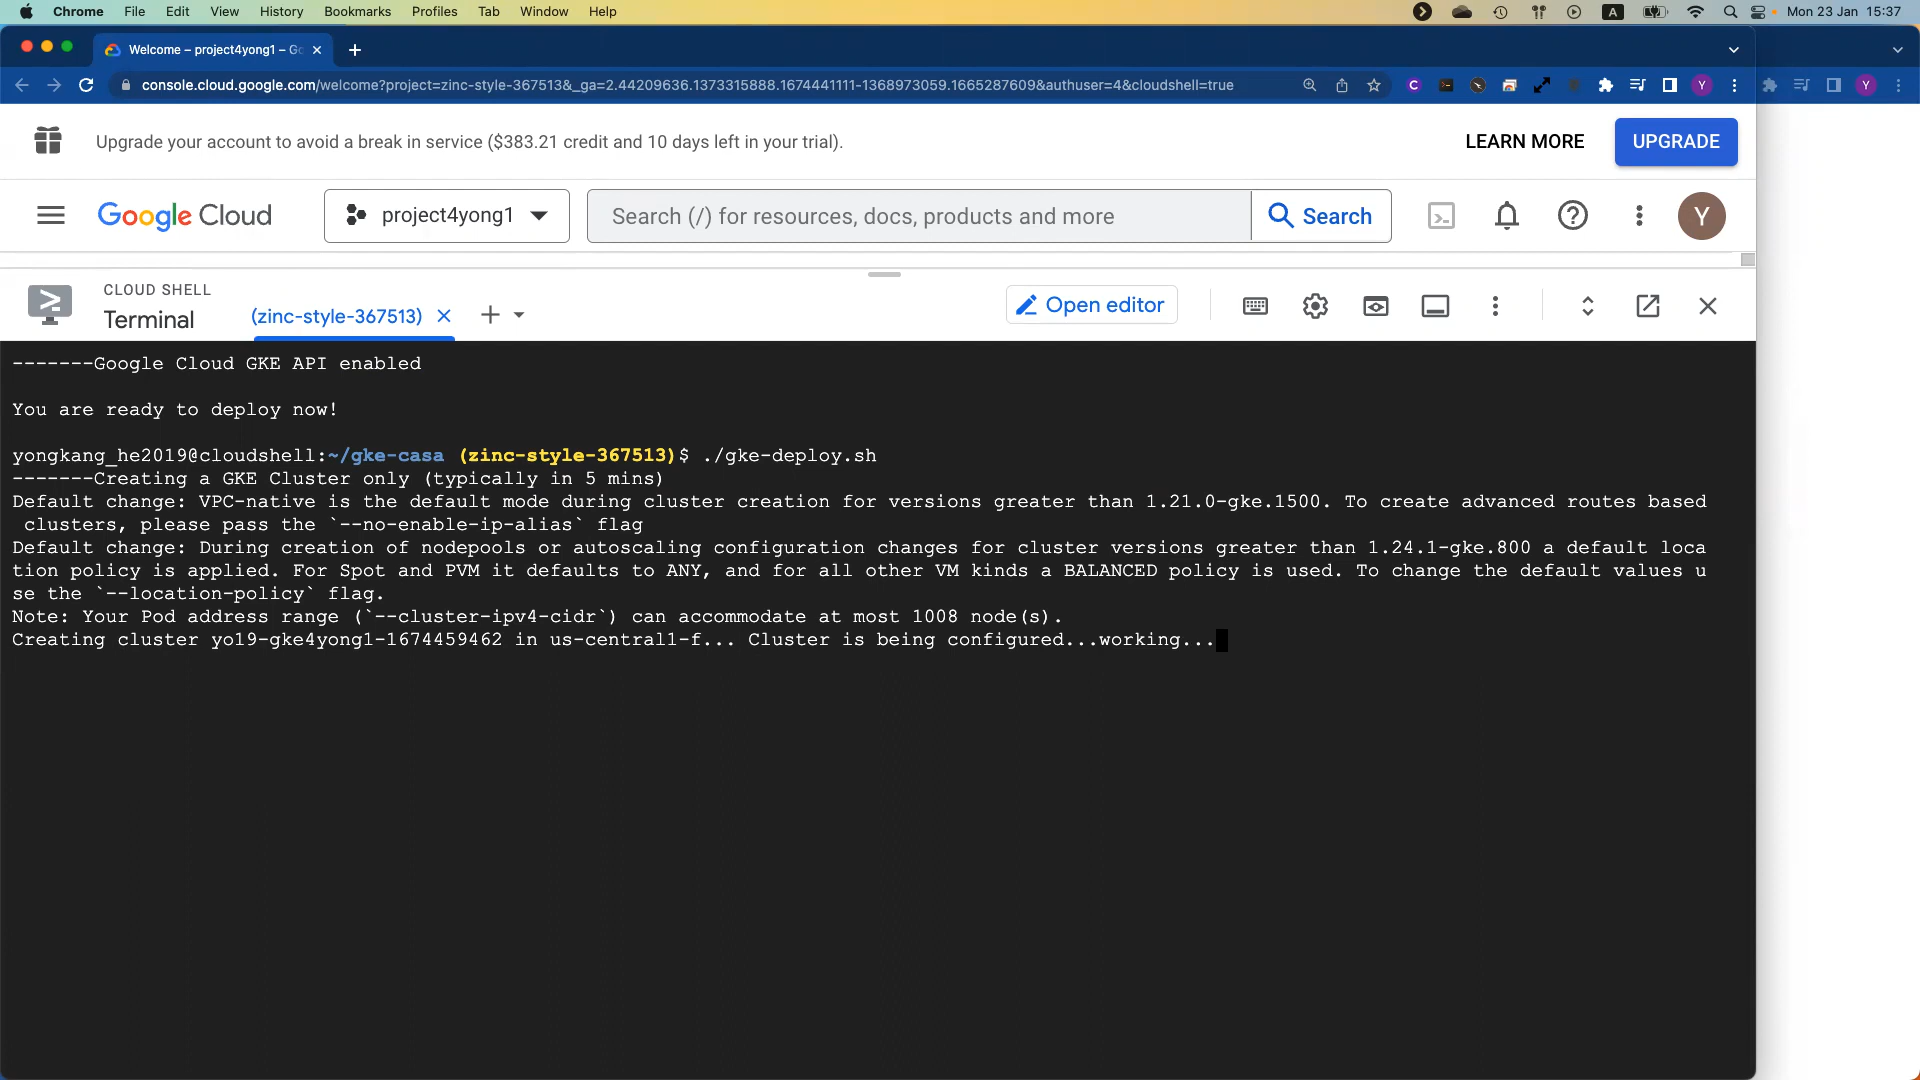 Chrome File Edit View History Bookmarks Profiles Tab Window Help A Mon 23 Jan 15:37
Welcome – project4yong1 – Go
console.cloud.google.com/welcome?project=zinc-style-367513&_ga=2.44209636.1373315888.1674441111-1368973059.1665287609&authuser=4&cloudshell=true C Y Y
Upgrade your account to avoid a break in service ($383.21 credit and 10 days left in your trial). LEARN MORE UPGRADE
Google Cloud project4yong1 Search (/) for resources, docs, products and more Search Y
CLOUD SHELL
Terminal (zinc-style-367513) Open editor
-------Google Cloud GKE API enabled
You are ready to deploy now!
yongkang_he2019@cloudshell:~/gke-casa (zinc-style-367513)$ ./gke-deploy.sh
-------Creating a GKE Cluster only (typically in 5 mins)
Default change: VPC-native is the default mode during cluster creation for versions greater than 1.21.0-gke.1500. To create advanced routes based
clusters, please pass the `--no-enable-ip-alias` flag
Default change: During creation of nodepools or autoscaling configuration changes for cluster versions greater than 1.24.1-gke.800 a default loca
tion policy is applied. For Spot and PVM it defaults to ANY, and for all other VM kinds a BALANCED policy is used. To change the default values u
se the `--location-policy` flag.
Note: Your Pod address range (`--cluster-ipv4-cidr`) can accommodate at most 1008 node(s).
Creating cluster yo19-gke4yong1-1674459462 in us-central1-f... Cluster is being configured...working...